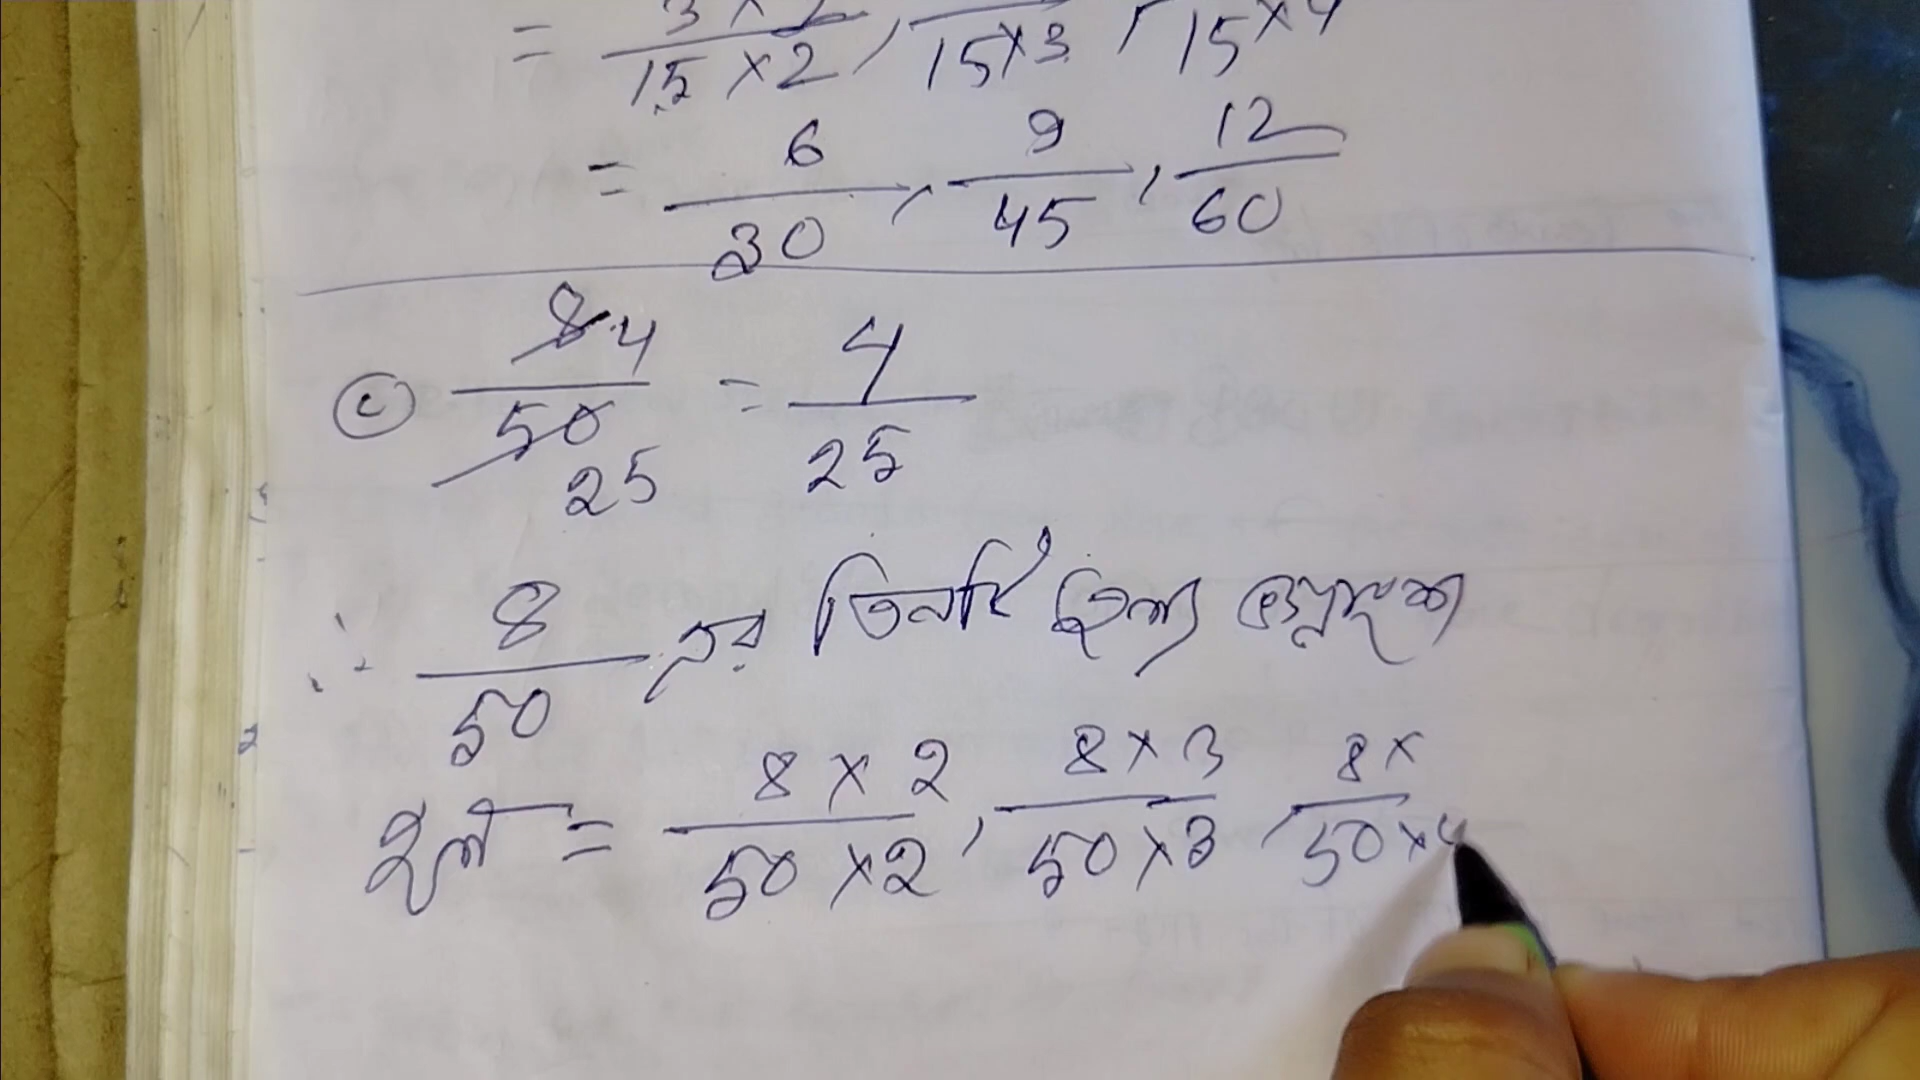 = 3 × 2 / 15 × 2 , / 15 × 3 , / 15 × 4
= 6/30 , 9/45 , 12/60
c 8 4 / 50 25 = 4/25
∴ 8/50 এর তিনটি তুল্য ভগ্নাংশ
হল = 8 × 2 / 50 × 2 , 8 × 3 / 50 × 3 , 8 × / 50 × 4